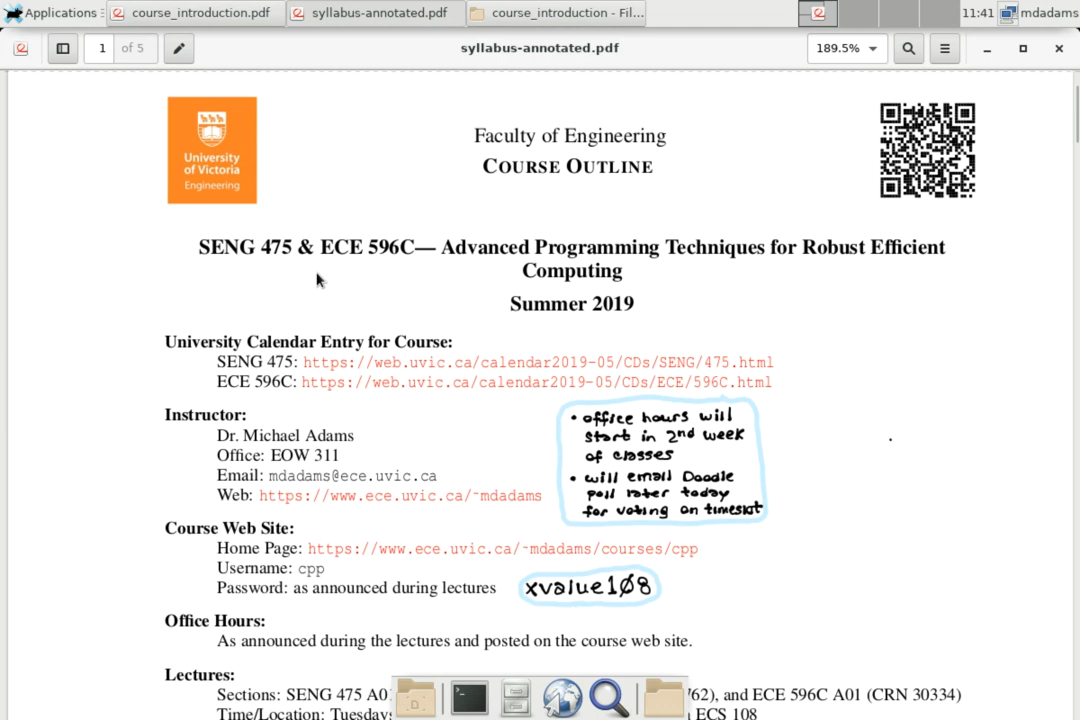 Applications
course_introduction.pdf
syllabus-annotated.pdf
course_introduction - Fil...
11:41
mdadams
1 of 5
syllabus-annotated.pdf
189.5%
University
of Victoria
Engineering
Faculty of Engineering
COURSE OUTLINE
SENG 475 & ECE 596C— Advanced Programming Techniques for Robust Efficient
Computing
Summer 2019
University Calendar Entry for Course:
SENG 475: https://web.uvic.ca/calendar2019-05/CDs/SENG/475.html
ECE 596C: https://web.uvic.ca/calendar2019-05/CDs/ECE/596C.html
Instructor:
Dr. Michael Adams
Office: EOW 311
Email: mdadams@ece.uvic.ca
Web: https://www.ece.uvic.ca/~mdadams
• office hours will
start in 2nd week
of classes
• will email Doodle
poll later today
for voting on timeslot
Course Web Site:
Home Page: https://www.ece.uvic.ca/~mdadams/courses/cpp
Username: cpp
Password: as announced during lectures
xvalue108
Office Hours:
As announced during the lectures and posted on the course web site.
Lectures:
Sections: SENG 475 A01 762), and ECE 596C A01 (CRN 30334)
Time/Location: Tuesdays ECS 108